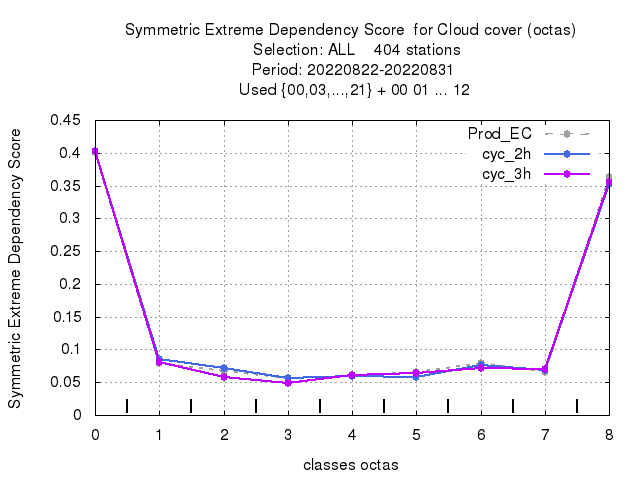 Symmetric Extreme Dependency Score  for Cloud cover (octas)
Selection: ALL    404 stations
Period: 20220822-20220831
Used {00,03,...,21} + 00 01 ... 12
Symmetric Extreme Dependency Score
0.45
0.4
0.35
0.3
0.25
0.2
0.15
0.1
0.05
0
Prod_EC
cyc_2h
cyc_3h
0 1 2 3 4 5 6 7 8
classes octas